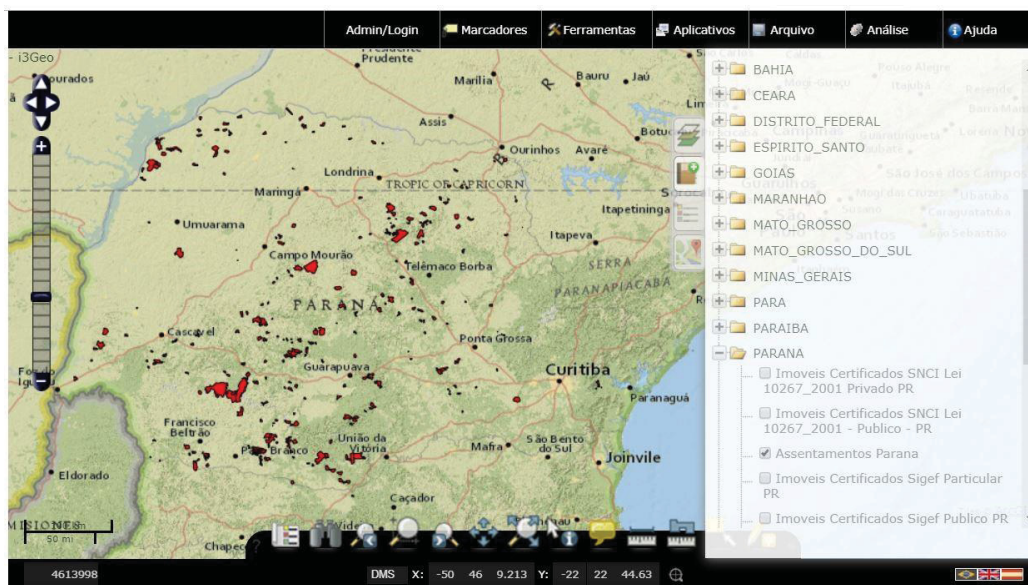 Admin/Login
Marcadores
Ferramentas
Aplicativos
Arquivo
Análise
Ajuda
- i3Geo
Presidente
Prudente
Marília
Bauru
Jaú
Assis
Ourinhos
Avaré
Londrina
TROPIC OF CAPRICORN
Maringá
Itapetininga
Umuarama
Itapeva
Campo Mourão
Telêmaco Borba
SERRA
PARANAPIACABA
PARANÁ
Cascavel
Ponta Grossa
Guarapuava
Curitiba
Paranaguá
Francisco
Beltrão
União da
Vitória
Mafra
São Bento
do Sul
Joinvile
Eldorado
Caçador
50 mi
BAHIA
CEARA
DISTRITO_FEDERAL
ESPIRITO_SANTO
GOIAS
MARANHAO
MATO_GROSSO
MATO_GROSSO_DO_SUL
MINAS_GERAIS
PARA
PARAIBA
PARANA
Imoveis Certificados SNCI Lei
10267_2001 Privado PR
Imoveis Certificados SNCI Lei
10267_2001 - Publico - PR
Assentamentos Parana
Imoveis Certificados Sigef Particular
PR
Imoveis Certificados Sigef Publico PR
4613998
DMS X: -50 46 9.213 Y: -22 22 44.63